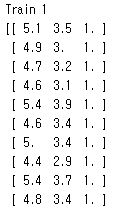 Train 1
[[ 5.1 3.5 1. ]
[ 4.9 3. 1. ]
[ 4.7 3.2 1. ]
[ 4.6 3.1 1. ]
[ 5.4 3.9 1. ]
[ 4.6 3.4 1. ]
[ 5. 3.4 1. ]
[ 4.4 2.9 1. ]
[ 5.4 3.7 1. ]
[ 4.8 3.4 1. ]